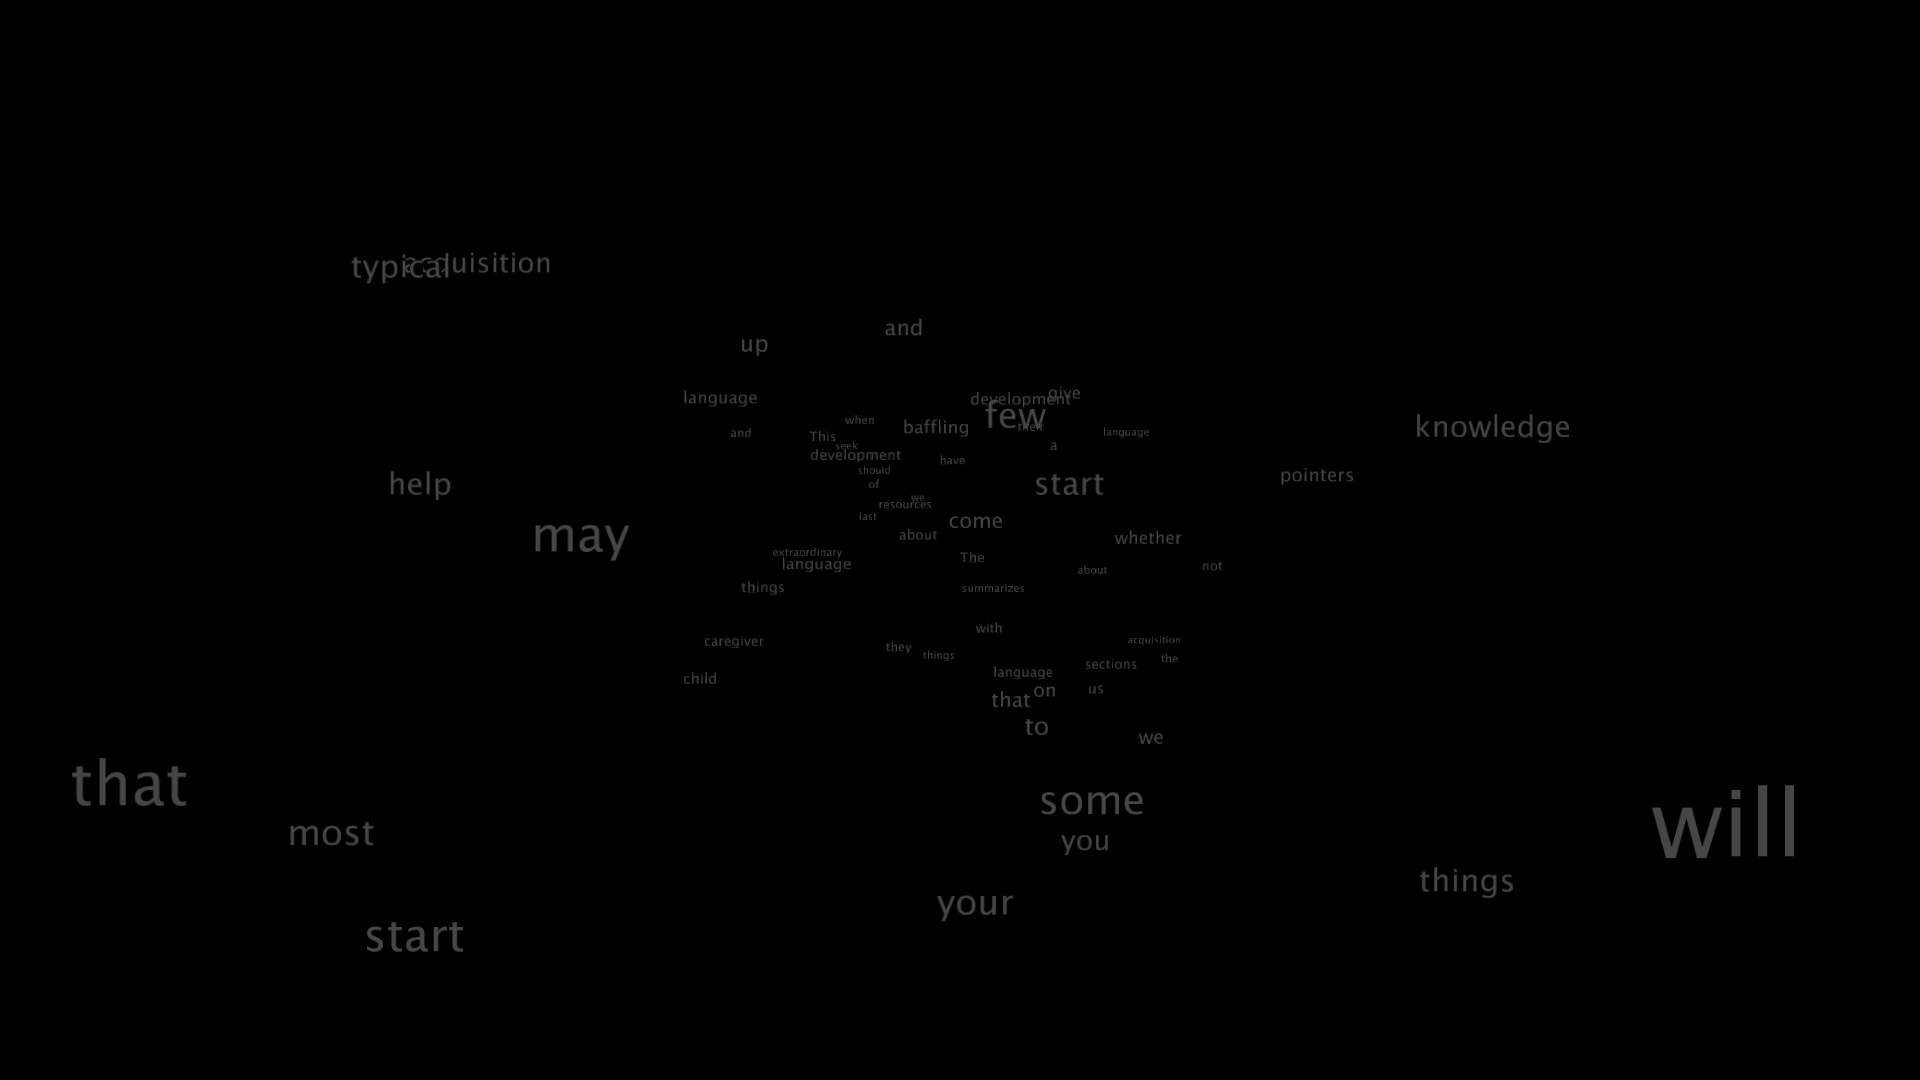 acquisition
typical
and
up
give
language
development
few
when
their
baffling
knowledge
language
and
This
a
seek
development
have
should
pointers
help
start
of
we
resources
last
come
about
may
whether
extraordinary
The
language
not
about
things
summarizes
with
acquisition
caregiver
they
things
the
sections
language
child
us
on
that
to
we
that
some
will
most
you
things
your
start